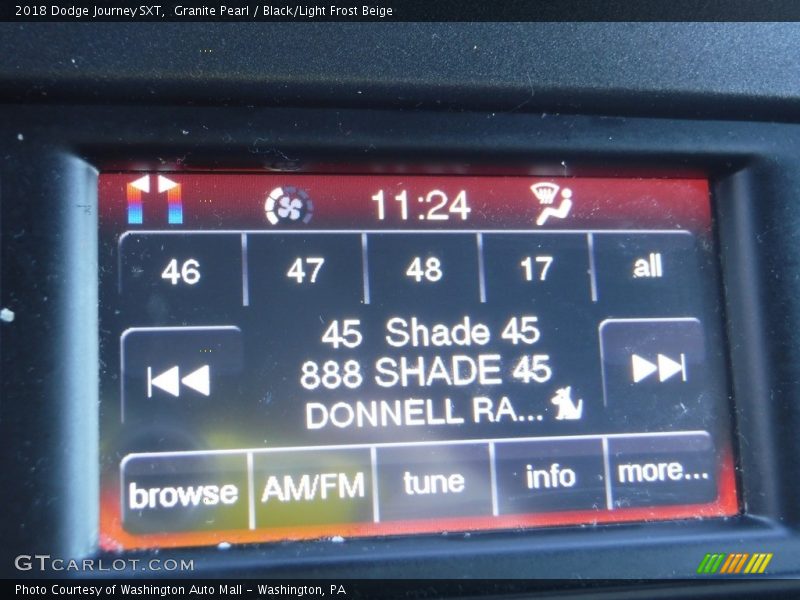 2018 Dodge Journey SXT,  Granite Pearl / Black/Light Frost Beige
11:24
46 47 48 17 all
45 Shade 45
888 SHADE 45
DONNELL RA...
browse AM/FM tune info more...
GTCARLOT.COM
Photo Courtesy of Washington Auto Mall - Washington, PA